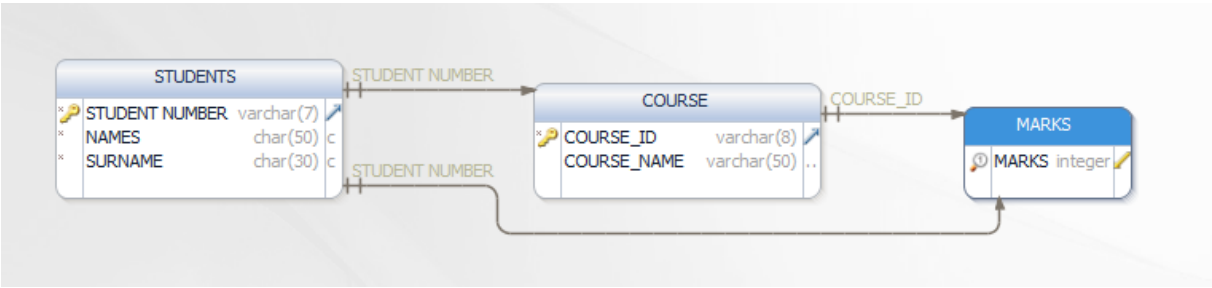 STUDENTS
STUDENT NUMBER varchar(7)
NAMES char(50) c
SURNAME char(30) c
STUDENT NUMBER
STUDENT NUMBER
COURSE
COURSE_ID varchar(8)
COURSE_NAME varchar(50) ..
COURSE_ID
MARKS
MARKS integer